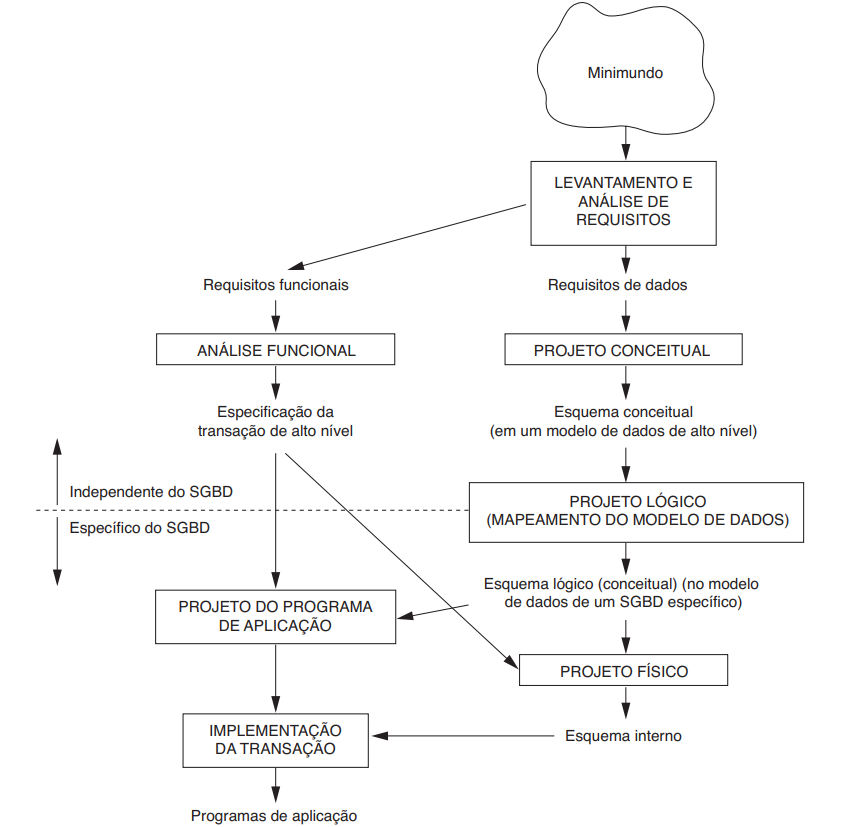 Minimundo
LEVANTAMENTO E
ANÁLISE DE
REQUISITOS
Requisitos funcionais
Requisitos de dados
ANÁLISE FUNCIONAL
PROJETO CONCEITUAL
Especificação da
transação de alto nível
Esquema conceitual
(em um modelo de dados de alto nível)
Independente do SGBD
Específico do SGBD
PROJETO LÓGICO
(MAPEAMENTO DO MODELO DE DADOS)
Esquema lógico (conceitual) (no modelo
de dados de um SGBD específico)
PROJETO DO PROGRAMA
DE APLICAÇÃO
PROJETO FÍSICO
IMPLEMENTAÇÃO
DA TRANSAÇÃO
Esquema interno
Programas de aplicação